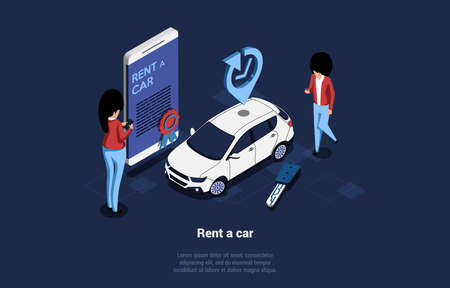 RENT A
CAR
Rent a car
Lorem ipsum dolor sit amet, consectetur
adipiscing elit, sed do eiusmod tempor
incididunt ut labore et dolore magna aliqua.